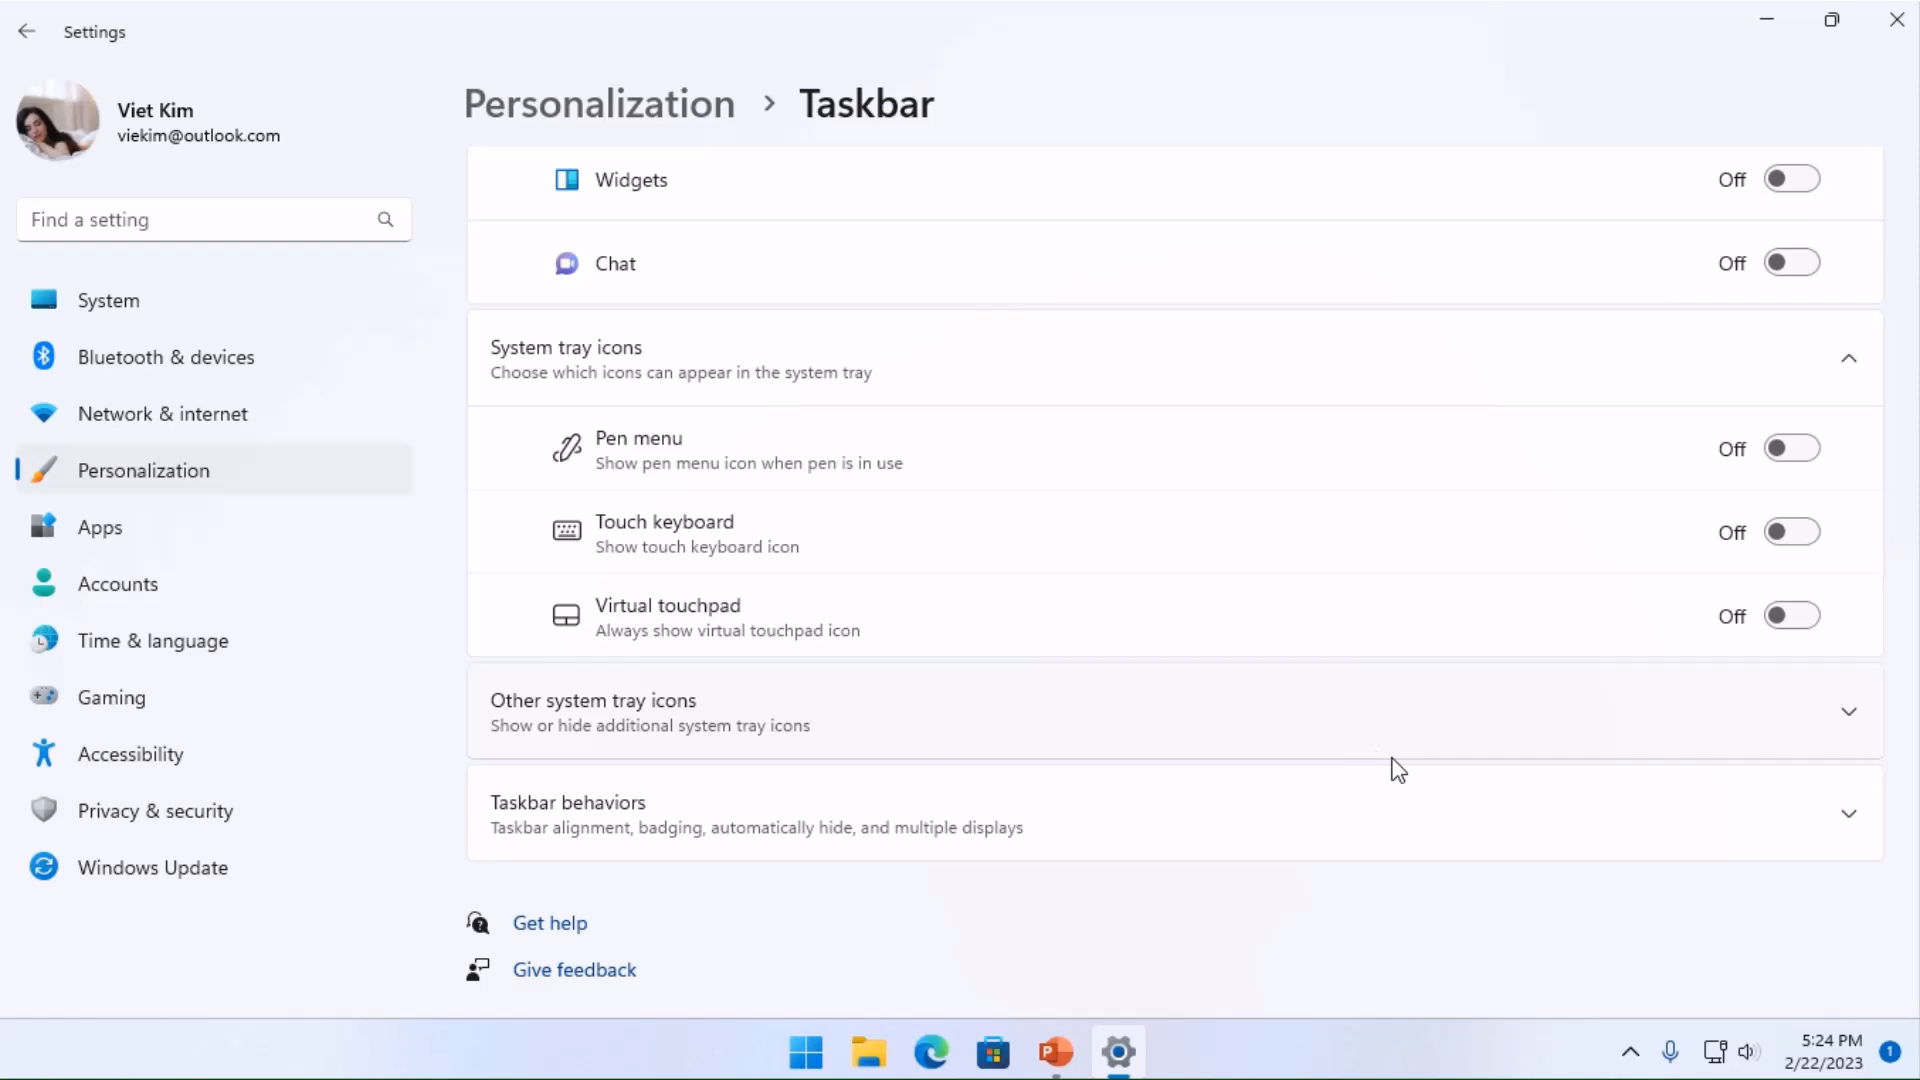 Settings
Viet Kim
viekim@outlook.com
Find a setting
System
Bluetooth & devices
Network & internet
Personalization
Apps
Accounts
Time & language
Gaming
Accessibility
Privacy & security
Windows Update
Personalization > Taskbar
Widgets Off
Chat Off
System tray icons
Choose which icons can appear in the system tray
Pen menu Off
Show pen menu icon when pen is in use
Touch keyboard Off
Show touch keyboard icon
Virtual touchpad Off
Always show virtual touchpad icon
Other system tray icons
Show or hide additional system tray icons
Taskbar behaviors
Taskbar alignment, badging, automatically hide, and multiple displays
Get help
Give feedback
P
5:24 PM
2/22/2023
1